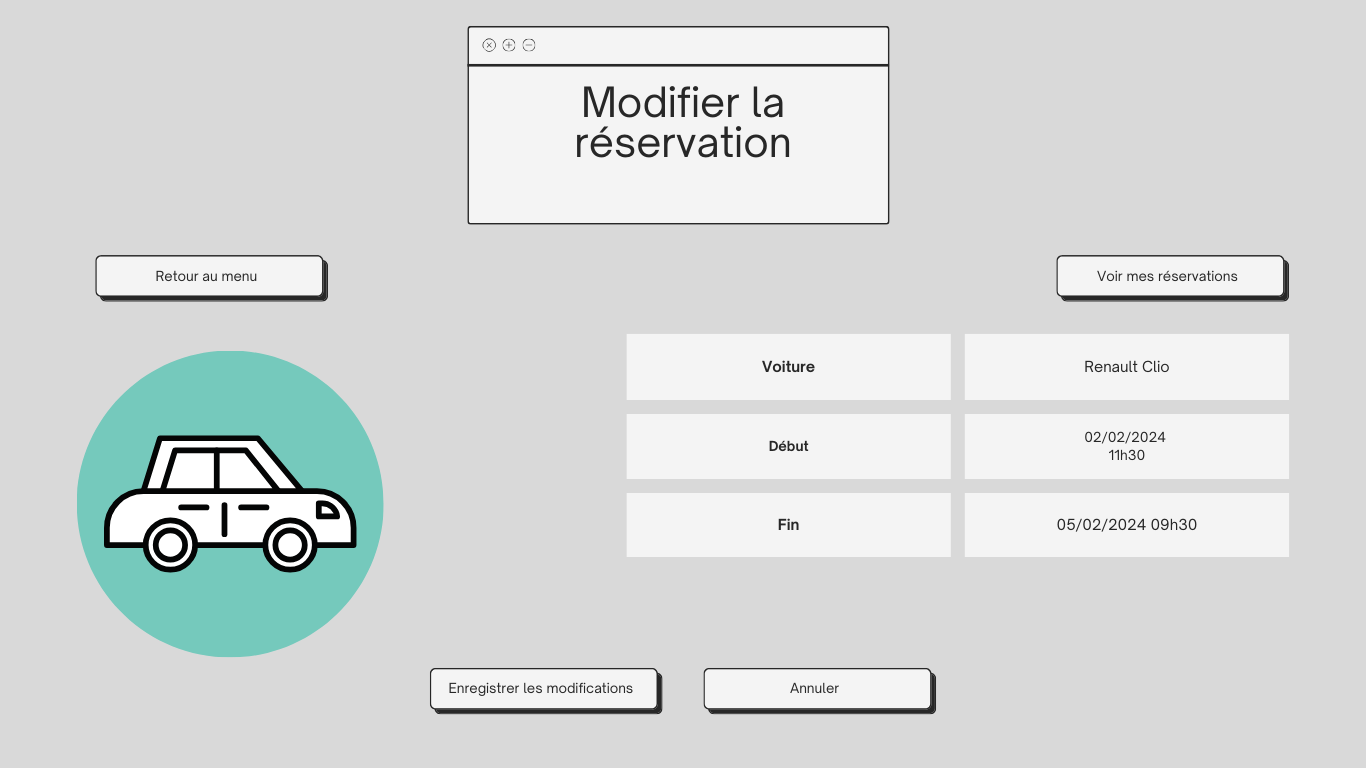 Modifier la
réservation
Retour au menu
Voir mes réservations
Voiture
Renault Clio
Début
02/02/2024
11h30
Fin
05/02/2024 09h30
Enregistrer les modifications
Annuler